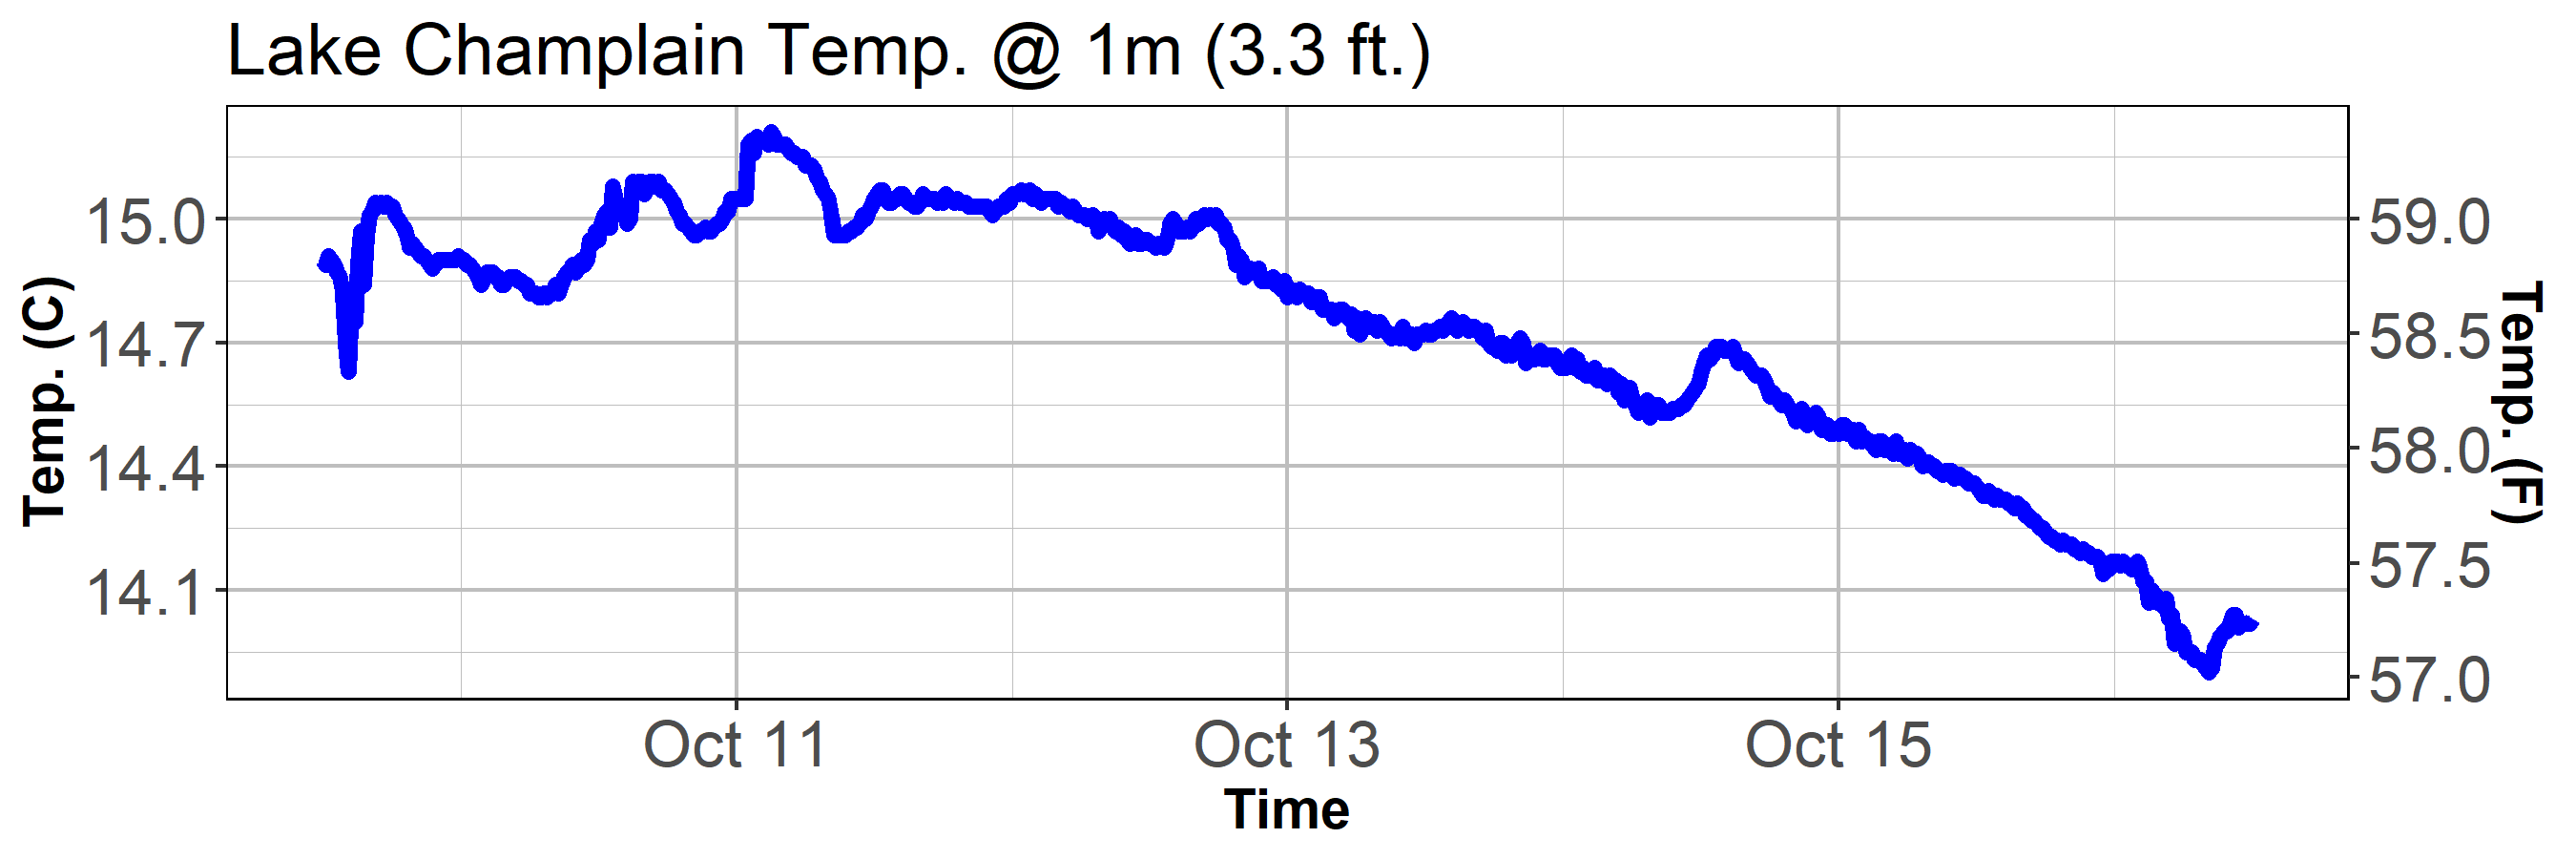 Lake Champlain Temp. @ 1m (3.3 ft.)
Temp. (C)
15.0
14.7
14.4
14.1
59.0
58.5
58.0
57.5
57.0
Temp. (F)
Oct 11
Oct 13
Oct 15
Time